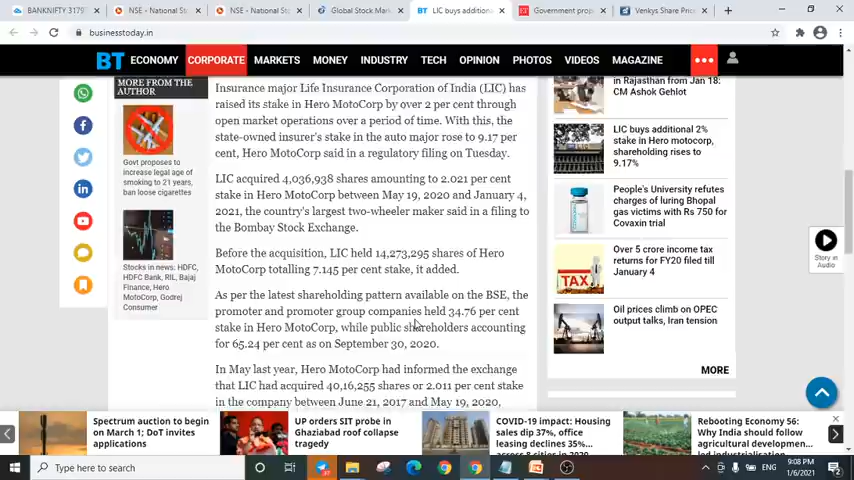 BANKNIFTY 3179
NSE - National S
NSE - National St
Global Stock Mar
LIC buys addition
Government prop
Venkys Share Pric
businesstoday.in
BT ECONOMY CORPORATE MARKETS MONEY INDUSTRY TECH OPINION PHOTOS VIDEOS MAGAZINE
MORE FROM THE
AUTHOR
Govt proposes to
increase legal age of
smoking to 21 years,
ban loose cigarettes
Stocks in news: HDFC,
HDFC Bank, RIL, Bajaj
Finance, Hero
MotoCorp, Godrej
Consumer
Insurance major Life Insurance Corporation of India (LIC) has
raised its stake in Hero MotoCorp by over 2 per cent through
open market operations over a period of time. With this, the
state-owned insurer's stake in the auto major rose to 9.17 per
cent, Hero MotoCorp said in a regulatory filing on Tuesday.
LIC acquired 4,036,938 shares amounting to 2.021 per cent
stake in Hero MotoCorp between May 19, 2020 and January 4,
2021, the country's largest two-wheeler maker said in a filing to
the Bombay Stock Exchange.
Before the acquisition, LIC held 14,273,295 shares of Hero
MotoCorp totalling 7.145 per cent stake, it added.
As per the latest shareholding pattern available on the BSE, the
promoter and promoter group companies held 34.76 per cent
stake in Hero MotoCorp, while public shareholders accounting
for 65.24 per cent as on September 30, 2020.
In May last year, Hero MotoCorp had informed the exchange
that LIC had acquired 40,16,255 shares or 2.011 per cent stake
in the company between June 21, 2017 and May 19, 2020,
in Rajasthan from Jan 18:
CM Ashok Gehlot
LIC buys additional 2%
stake in Hero motocorp,
shareholding rises to
9.17%
People's University refutes
charges of luring Bhopal
gas victims with Rs 750 for
Covaxin trial
Over 5 crore income tax
returns for FY20 filed till
January 4
TAX
Oil prices climb on OPEC
output talks, Iran tension
MORE
Story in
Audio
Spectrum auction to begin
on March 1; DoT invites
applications
UP orders SIT probe in
Ghaziabad roof collapse
tragedy
COVID-19 impact: Housing
sales dip 37%, office
leasing declines 35%
across 8 cities in 2020
Rebooting Economy 56:
Why India should follow
agricultural developmen...
Type here to search
ENG
9:08 PM
1/6/2021